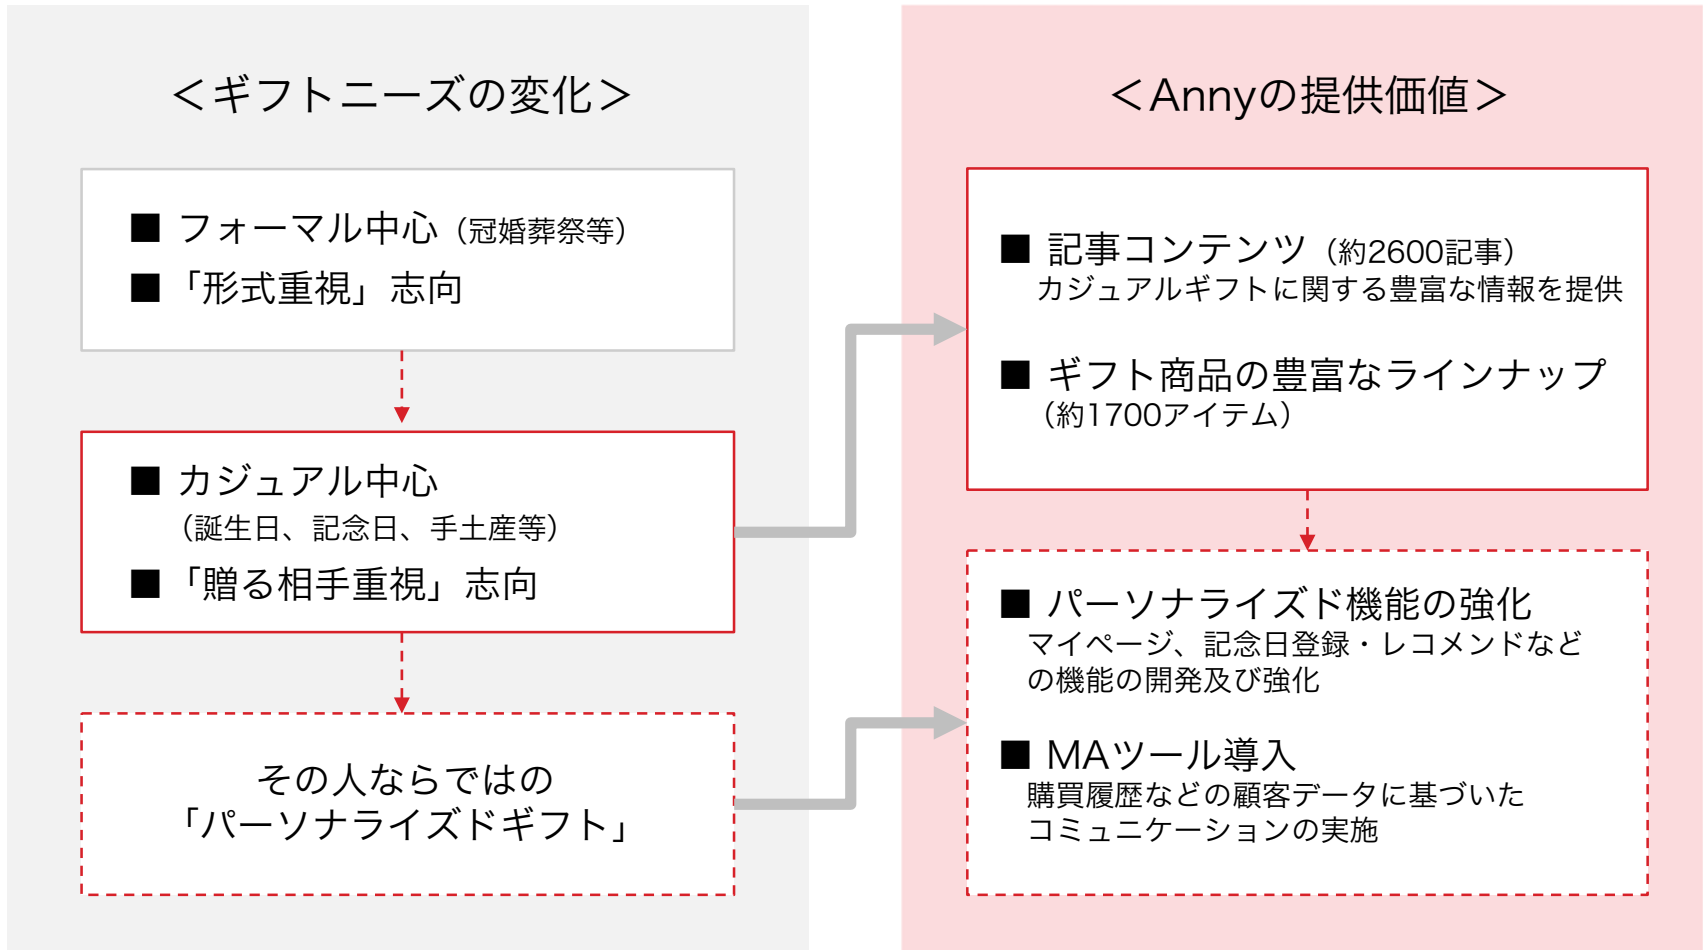 ＜ギフトニーズの変化＞
■ フォーマル中心（冠婚葬祭等）
■「形式重視」志向
■ カジュアル中心
（誕生日、記念日、手土産等）
■「贈る相手重視」志向
その人ならではの
「パーソナライズドギフト」
＜Annyの提供価値＞
■ 記事コンテンツ（約2600記事）
カジュアルギフトに関する豊富な情報を提供
■ ギフト商品の豊富なラインナップ
（約1700アイテム）
■ パーソナライズド機能の強化
マイページ、記念日登録・レコメンドなど
の機能の開発及び強化
■ MAツール導入
購買履歴などの顧客データに基づいた
コミュニケーションの実施